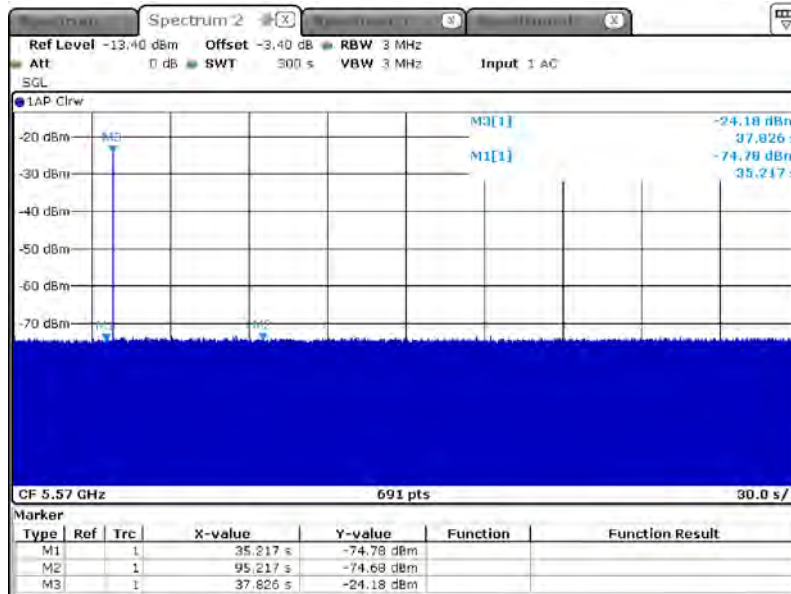 Spectrum 2
Ref Level -13.40 dBm Offset -3.40 dB RBW 3 MHz
Att 0 dB SWT 300 s VBW 3 MHz Input 1 AC
SGL
1AP Clrw
M3[1] -24.18 dBm
37.826 s
M1[1] -74.78 dBm
35.217 s
-20 dBm
M3
-30 dBm
-40 dBm
-50 dBm
-60 dBm
-70 dBm
M2
CF 5.57 GHz 691 pts 30.0 s/
Marker
Type Ref Trc X-value Y-value Function Function Result
M1 1 35.217 s -74.78 dBm
M2 1 95.217 s -74.68 dBm
M3 1 37.826 s -24.18 dBm